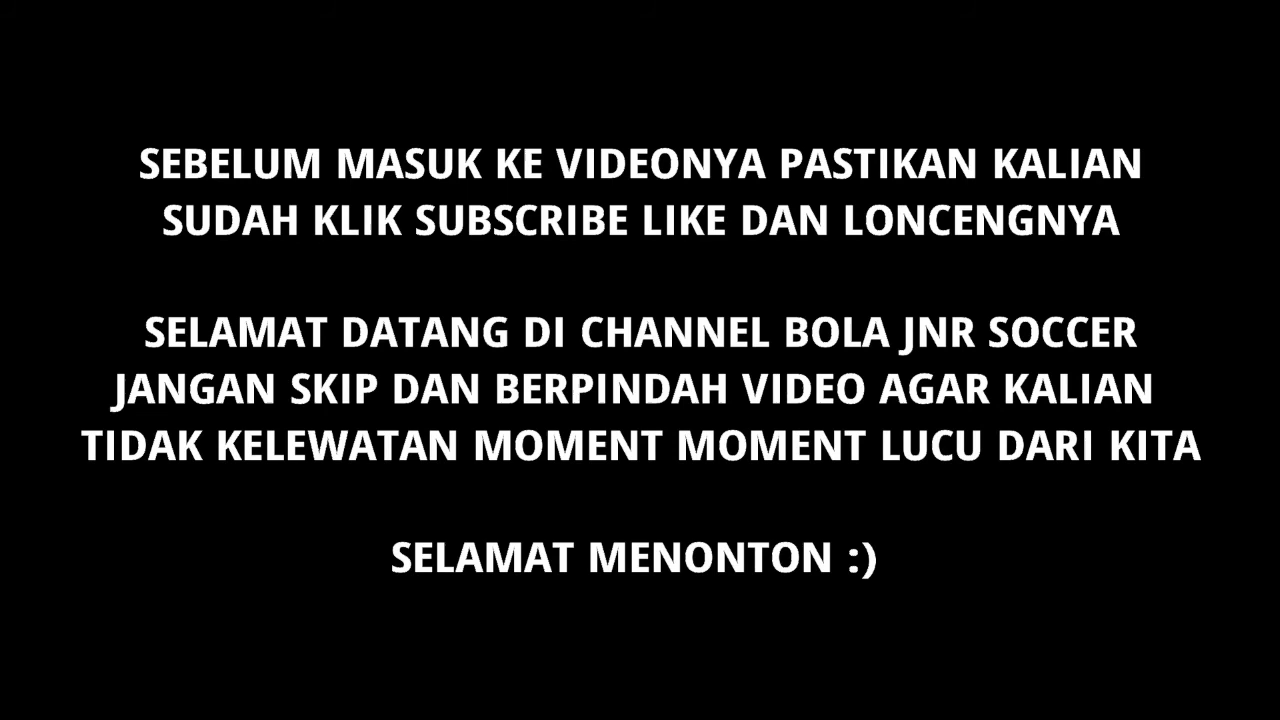 SEBELUM MASUK KE VIDEONYA PASTIKAN KALIAN
SUDAH KLIK SUBSCRIBE LIKE DAN LONCENGNYA
SELAMAT DATANG DI CHANNEL BOLA JNR SOCCER
JANGAN SKIP DAN BERPINDAH VIDEO AGAR KALIAN
TIDAK KELEWATAN MOMENT MOMENT LUCU DARI KITA
SELAMAT MENONTON :)